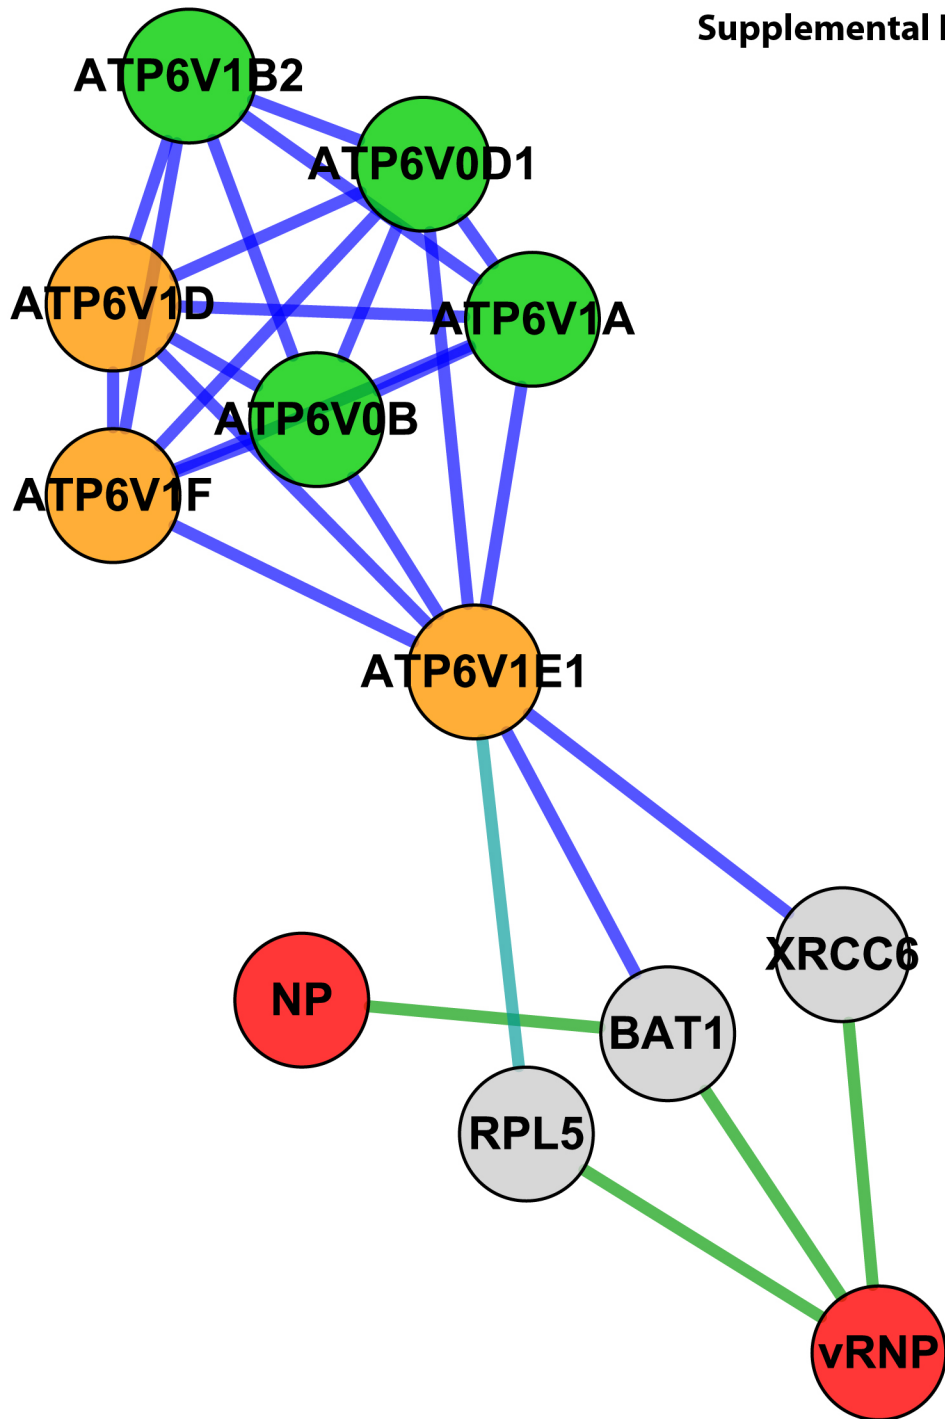 Supplemental
ATP6V1B2
ATP6V0D1
ATP6V1D
ATP6V1A
ATP6V0B
ATP6V1F
ATP6V1E1
XRCC6
NP
BAT1
RPL5
vRNP